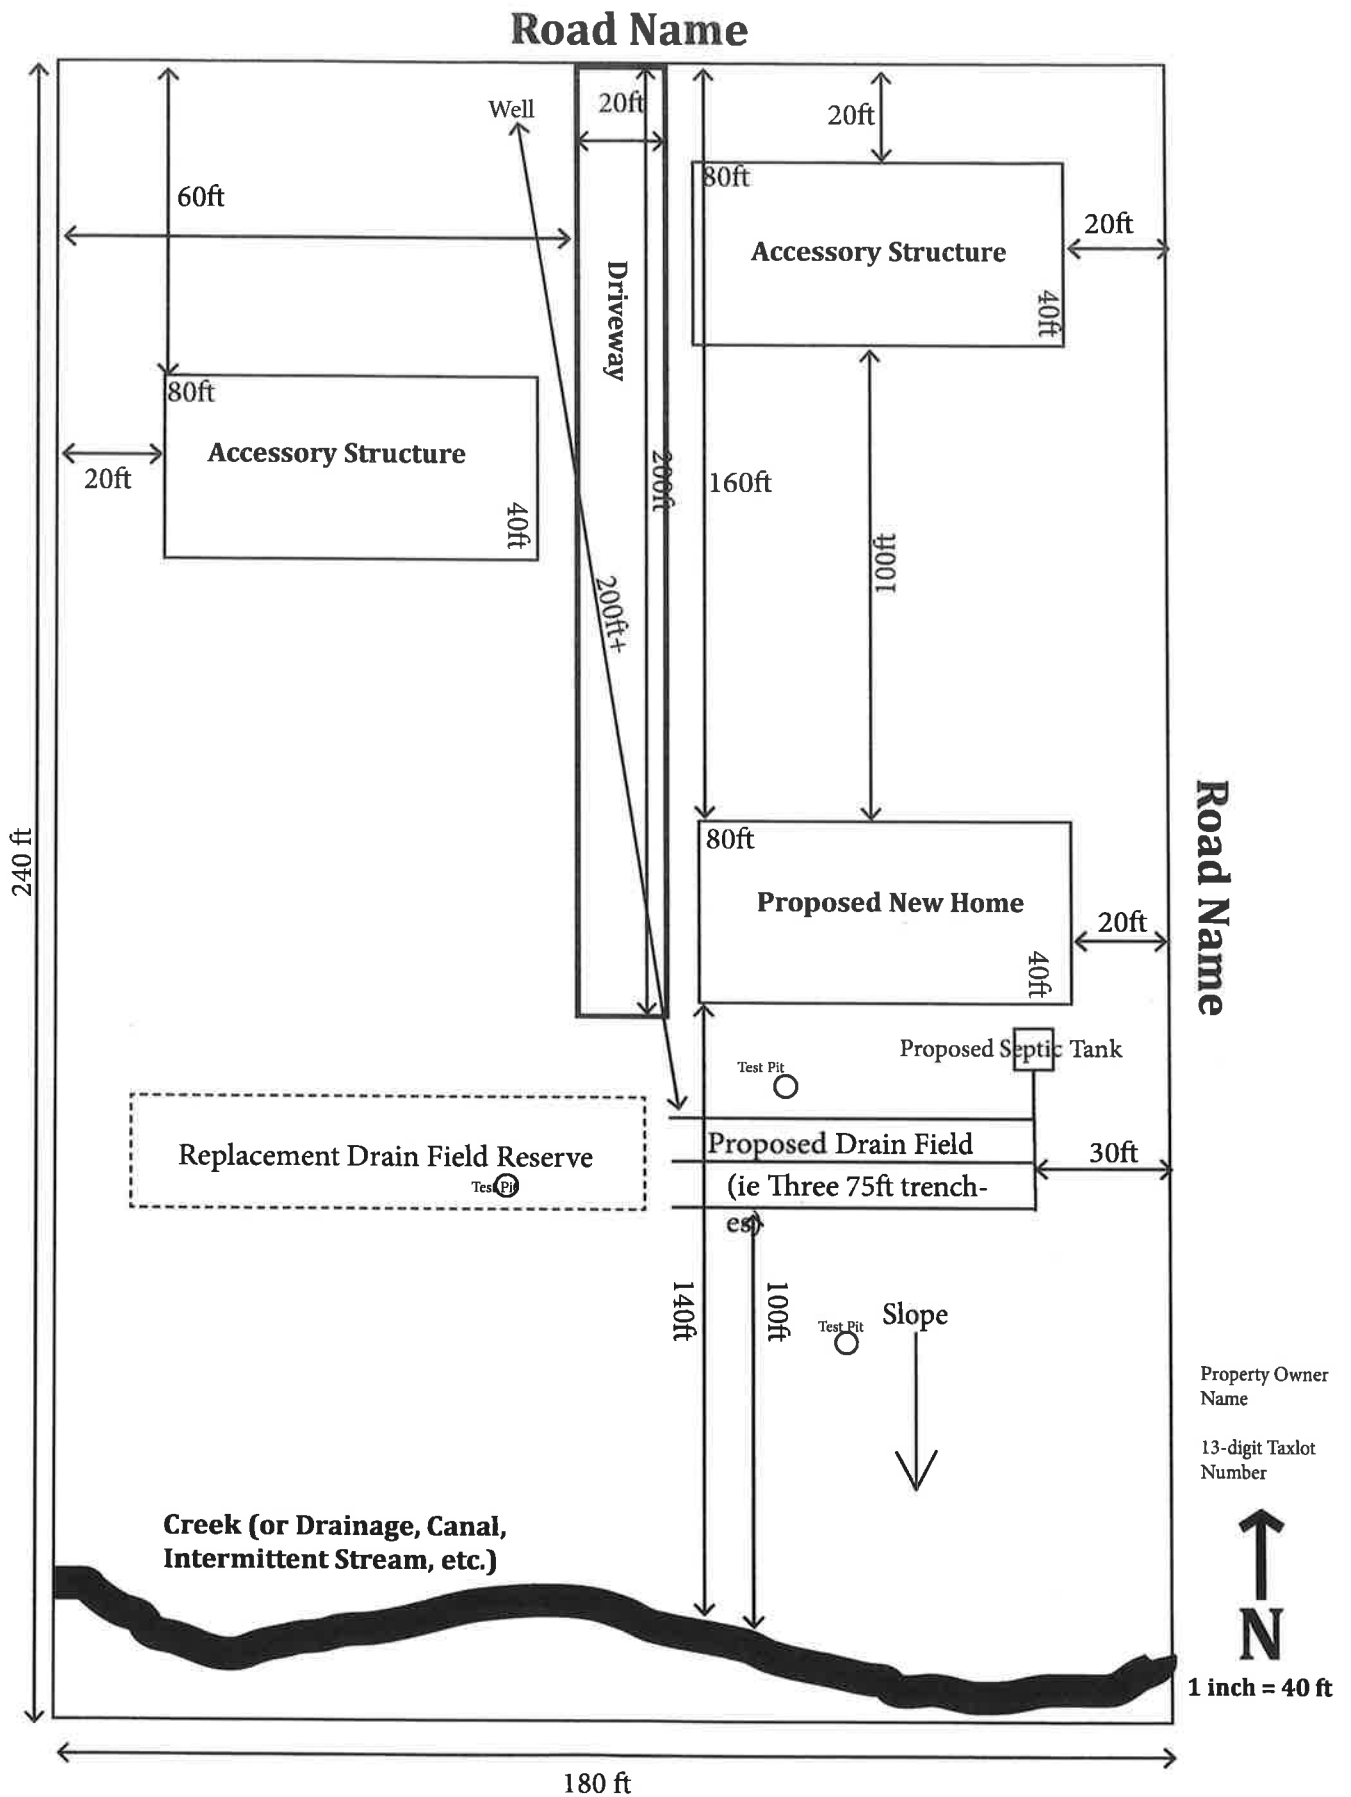 Road Name
Well
20ft
20ft
60ft
80ft
20ft
Accessory Structure
40ft
Driveway
80ft
Accessory Structure
20ft
40ft
200ft
160ft
100ft
200ft+
240 ft
80ft
Proposed New Home
20ft
40ft
Road Name
Proposed Septic Tank
Test Pit
Proposed Drain Field
(ie Three 75ft trench-
es)
30ft
Replacement Drain Field Reserve
Test Pit
140ft
100ft
Test Pit
Slope
Property Owner
Name
13-digit Taxlot
Number
Creek (or Drainage, Canal,
Intermittent Stream, etc.)
N
1 inch = 40 ft
180 ft